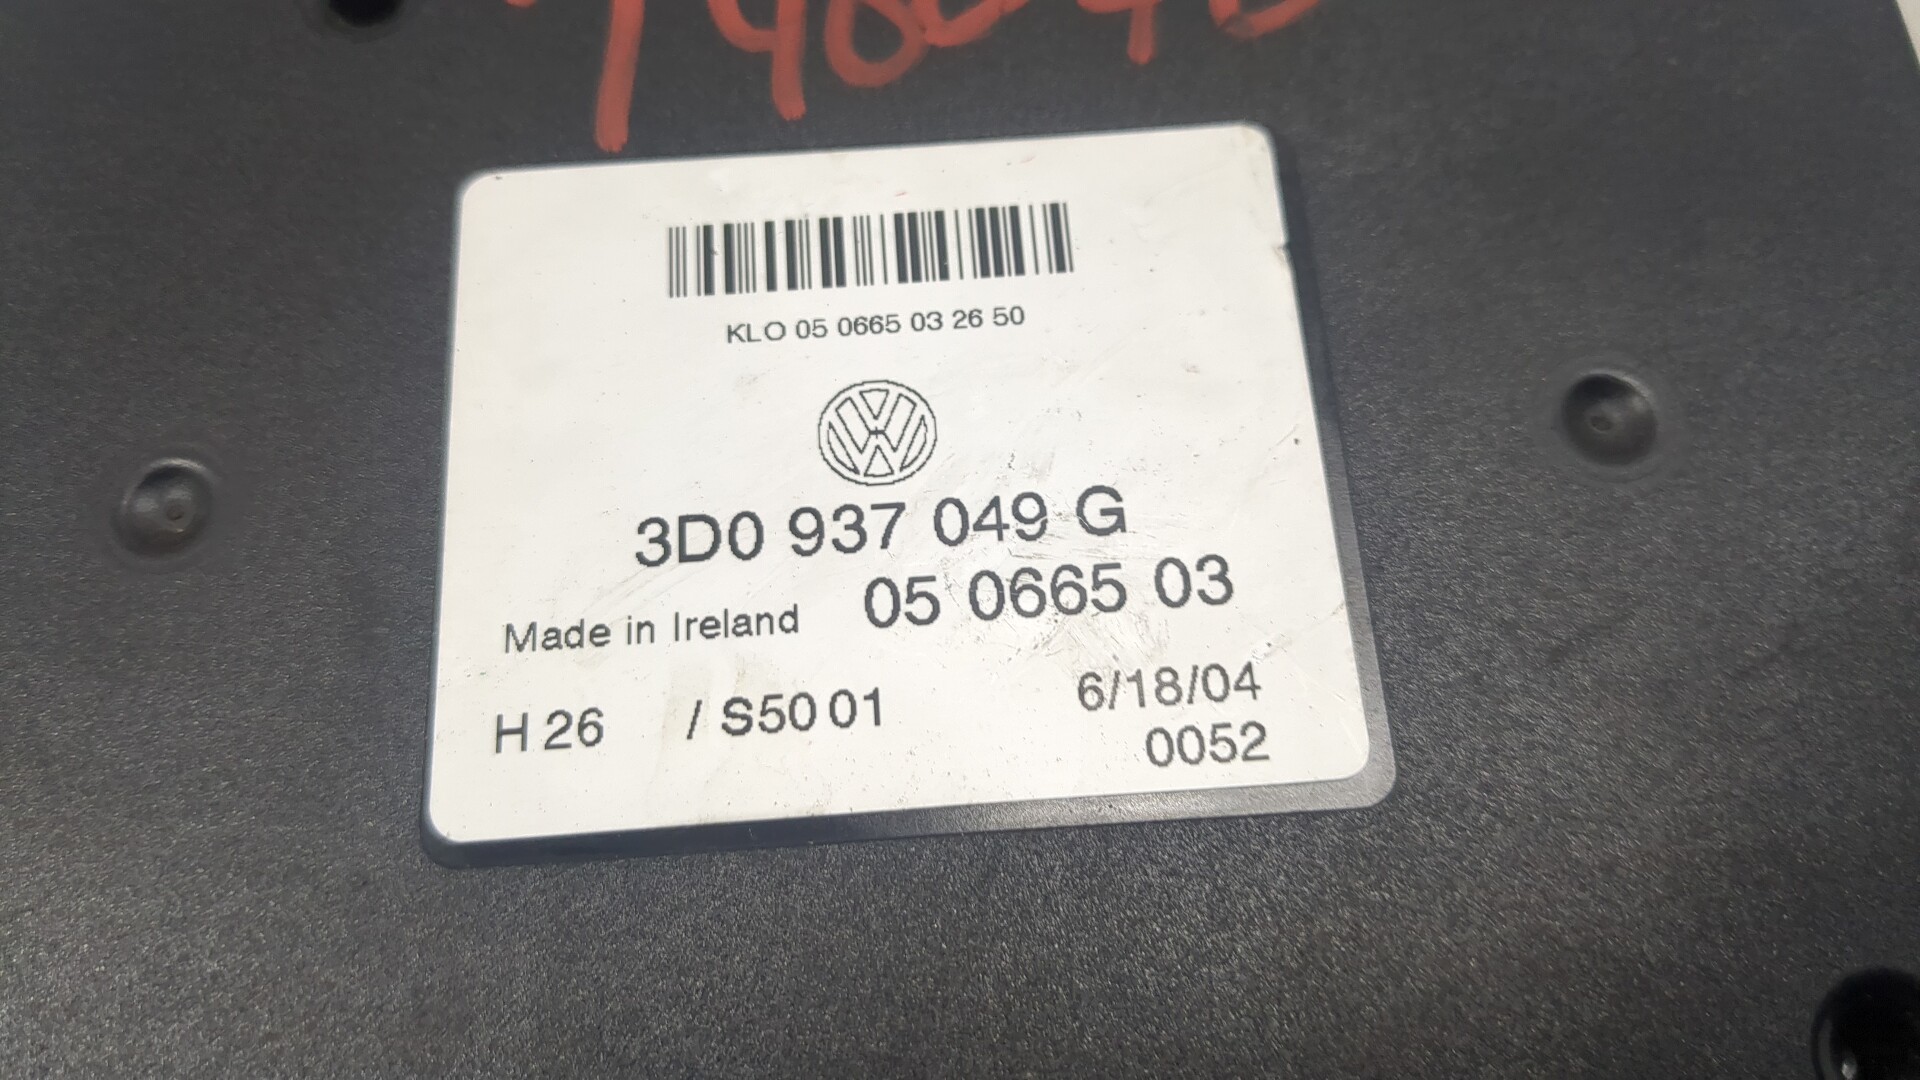 KLO 05 0665 03 26 50
3D0 937 049 G
05 0665 03
Made in Ireland
H 26 / S50 01
6/18/04
0052